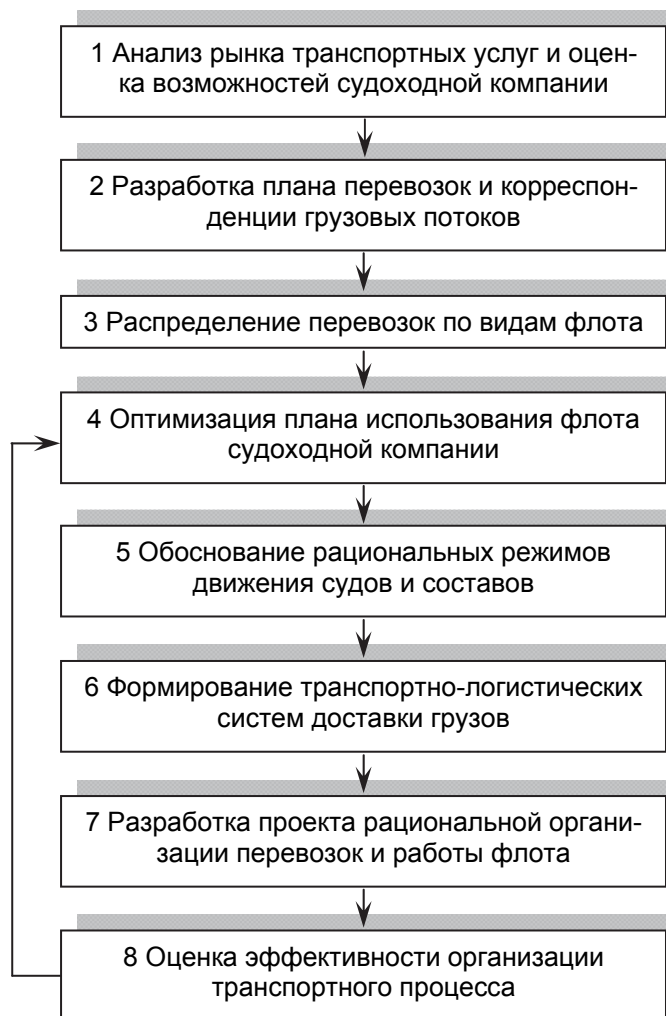 1 Анализ рынка транспортных услуг и оцен-
ка возможностей судоходной компании
2 Разработка плана перевозок и корреспон-
денции грузовых потоков
3 Распределение перевозок по видам флота
4 Оптимизация плана использования флота
судоходной компании
5 Обоснование рациональных режимов
движения судов и составов
6 Формирование транспортно-логистических
систем доставки грузов
7 Разработка проекта рациональной органи-
зации перевозок и работы флота
8 Оценка эффективности организации
транспортного процесса